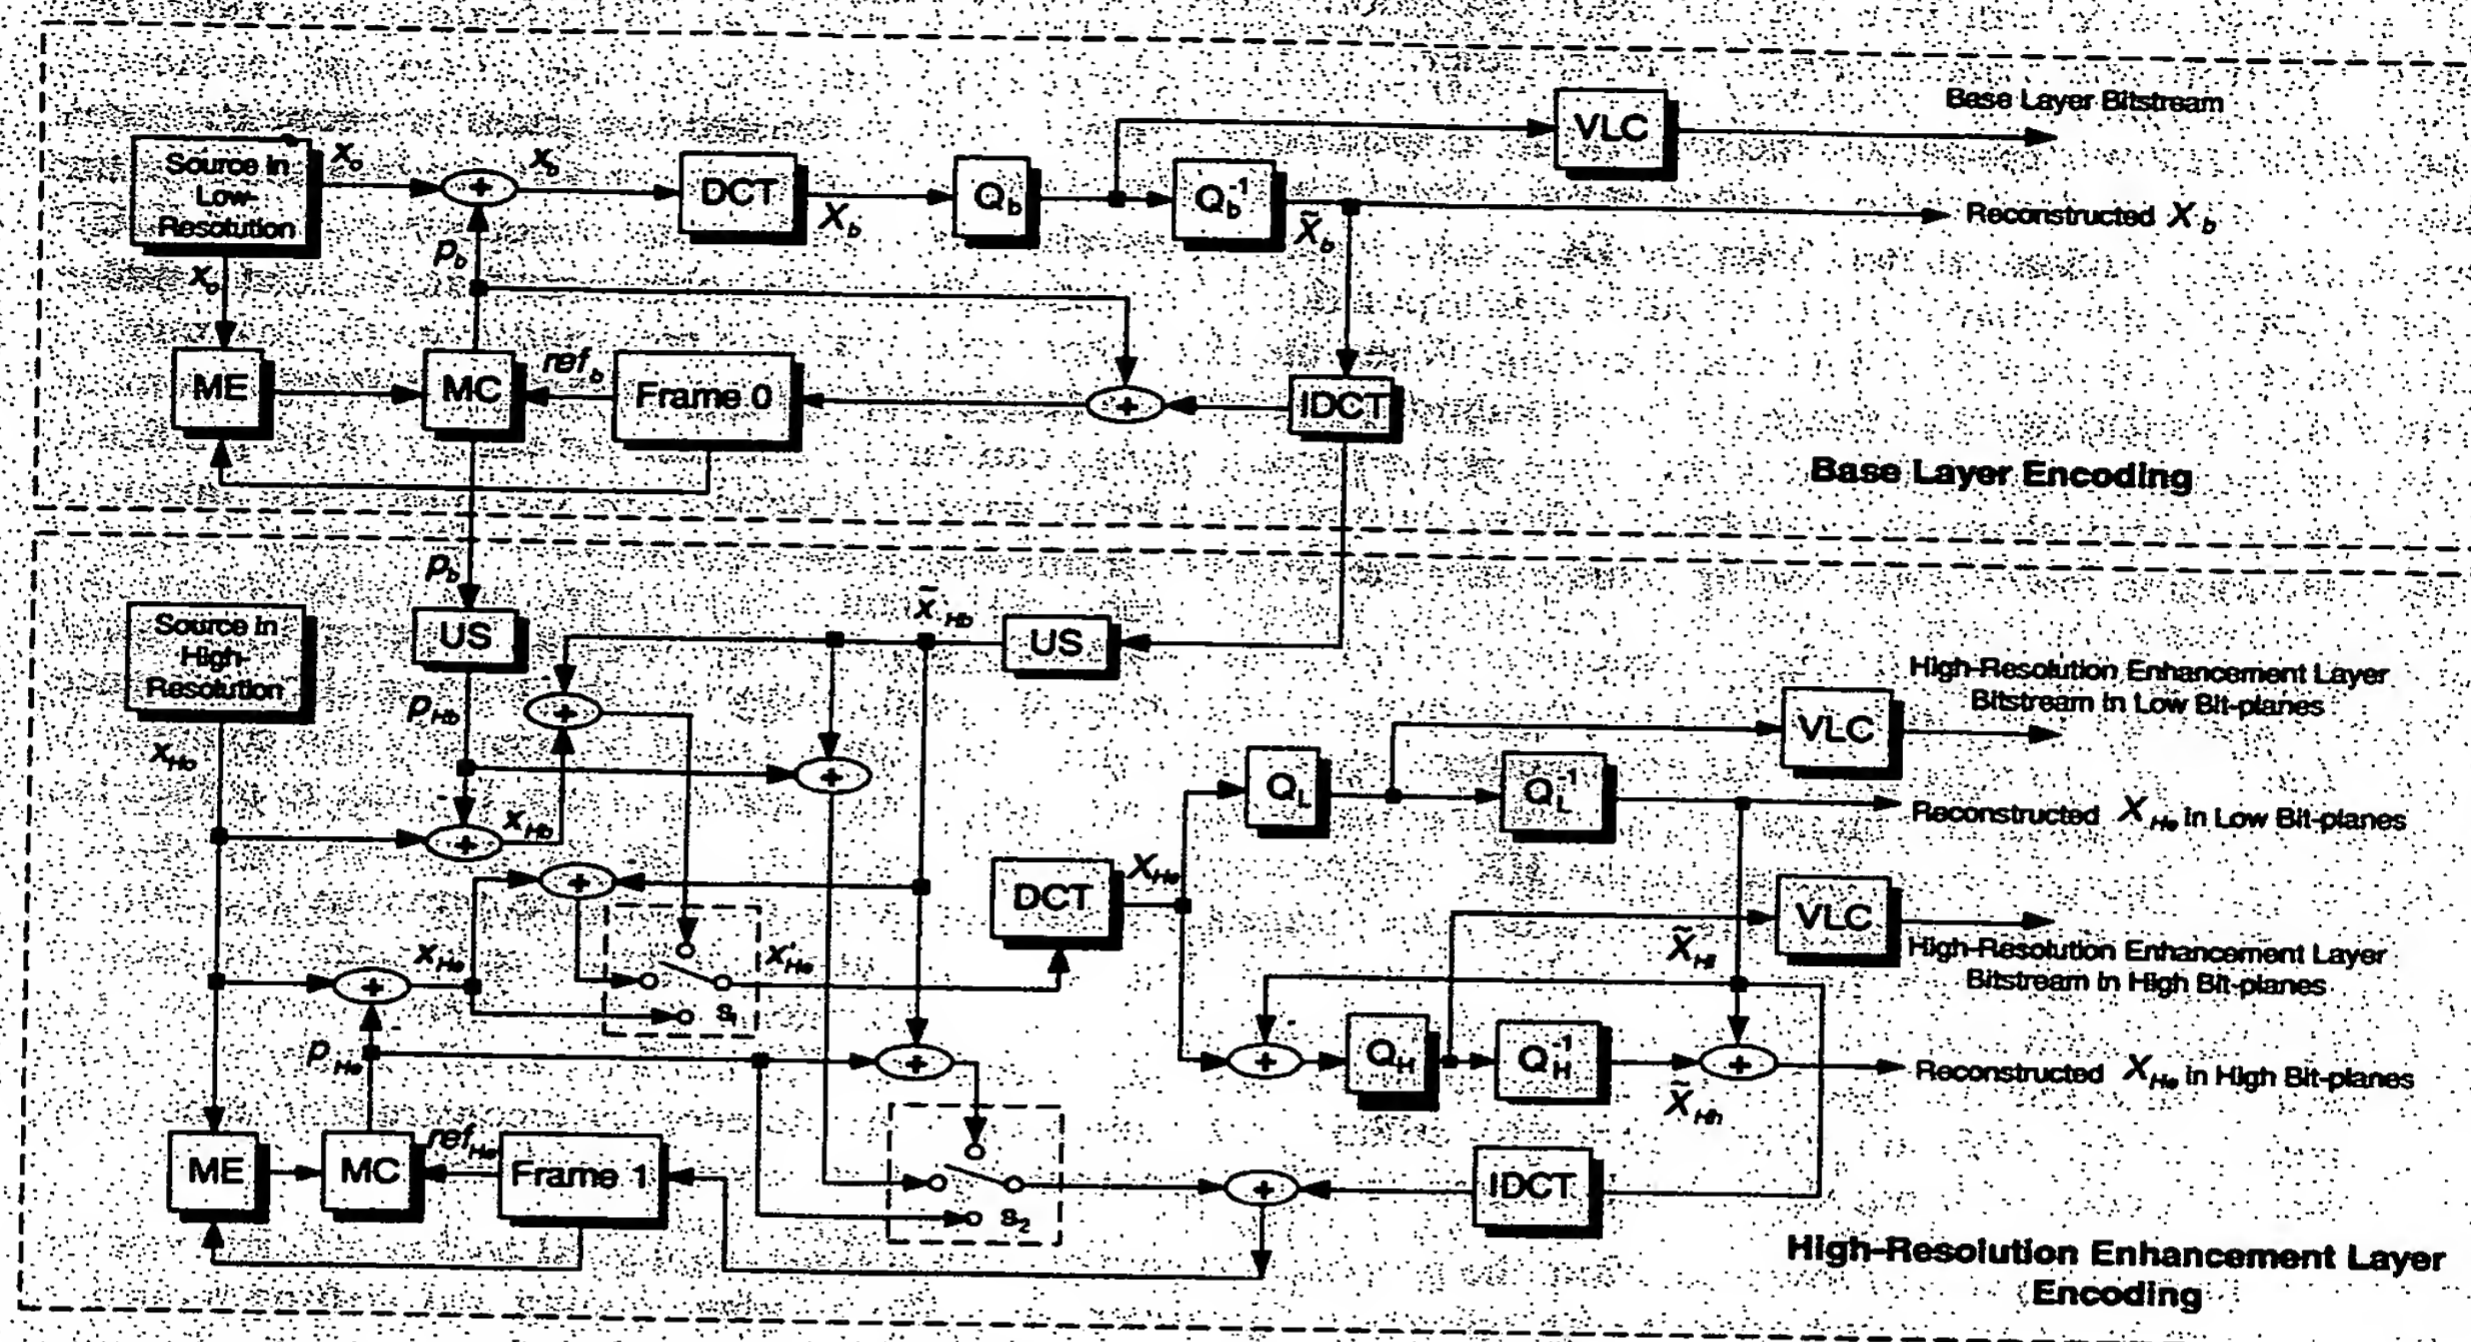 Base Layer Bitstream
VLC
Source in
Low-
Resolution
x_o
+
x_b
DCT
X_b
Q_b
Q_b^-1
X̃_b
Reconstructed X_b
x_o
p_b
ME
MC
ref_b
Frame 0
+
IDCT
Base Layer Encoding
p_b
Source in
High-
Resolution
US
x̃_Hb
US
High-Resolution Enhancement Layer
Bitstream in Low Bit-planes
VLC
p_Hb
-
+
x_Ho
+
Q_L
Q_L^-1
Reconstructed X_He in Low Bit-planes
-
+
x_Hb
DCT
X_He
+
-
VLC
High-Resolution Enhancement Layer
Bitstream in High Bit-planes
X̃_Hl
+
x_He
x'_He
s_1
-
p_He
+
-
+
Q_H
Q_H^-1
+
Reconstructed X_He in High Bit-planes
X̃_Hh
ME
MC
ref_He
Frame 1
s_2
+
IDCT
High-Resolution Enhancement Layer
Encoding